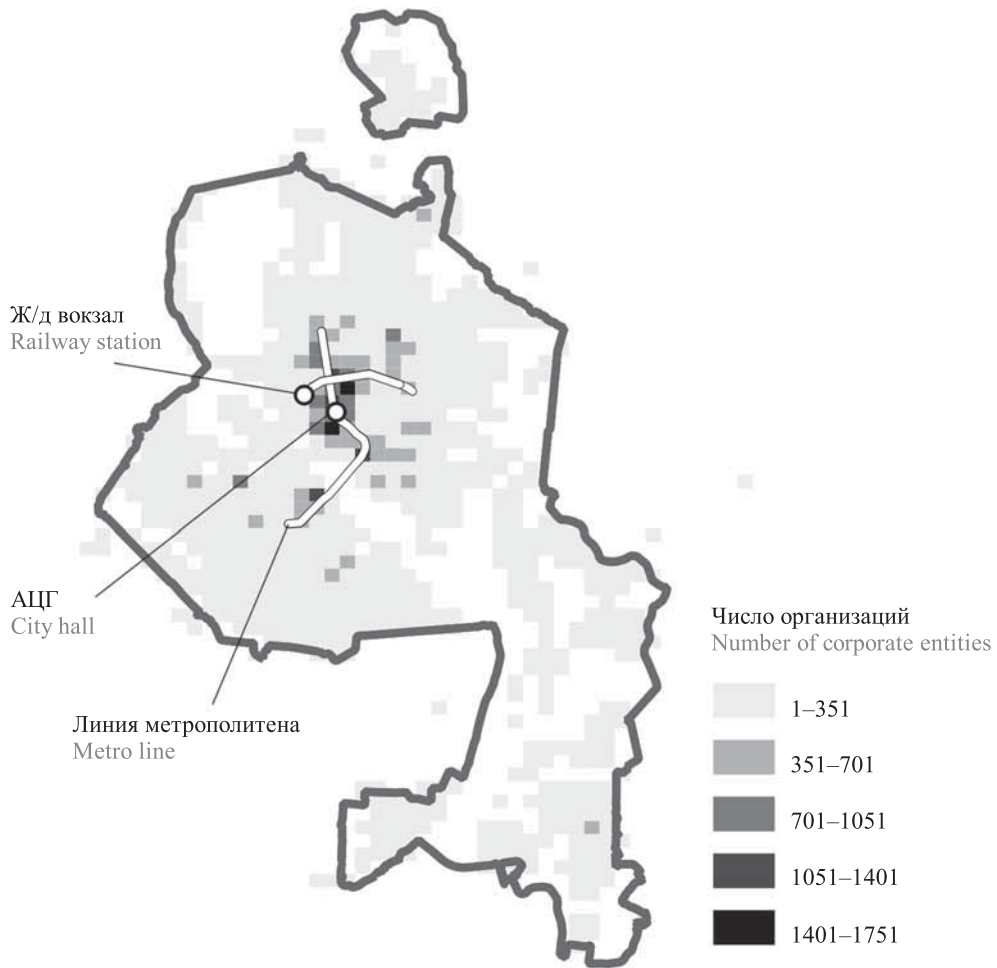 Ж/д вокзал
Railway station
АЦГ
City hall
Линия метрополитена
Metro line
Число организаций
Number of corporate entities
1–351
351–701
701–1051
1051–1401
1401–1751